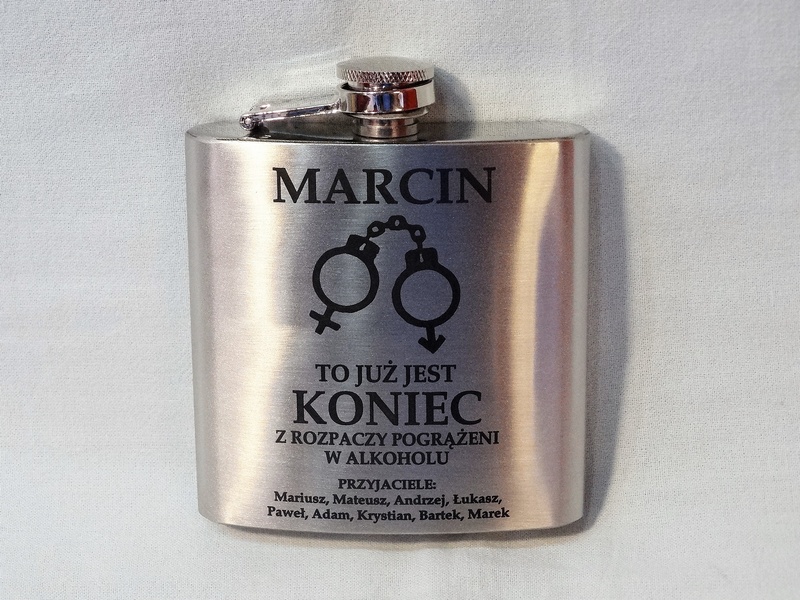 MARCIN
TO JUŻ JEST
KONIEC
Z ROZPACZY POGRĄŻENI
W ALKOHOLU
PRZYJACIELE:
Mariusz, Mateusz, Andrzej, Łukasz,
Paweł, Adam, Krystian, Bartek, Marek